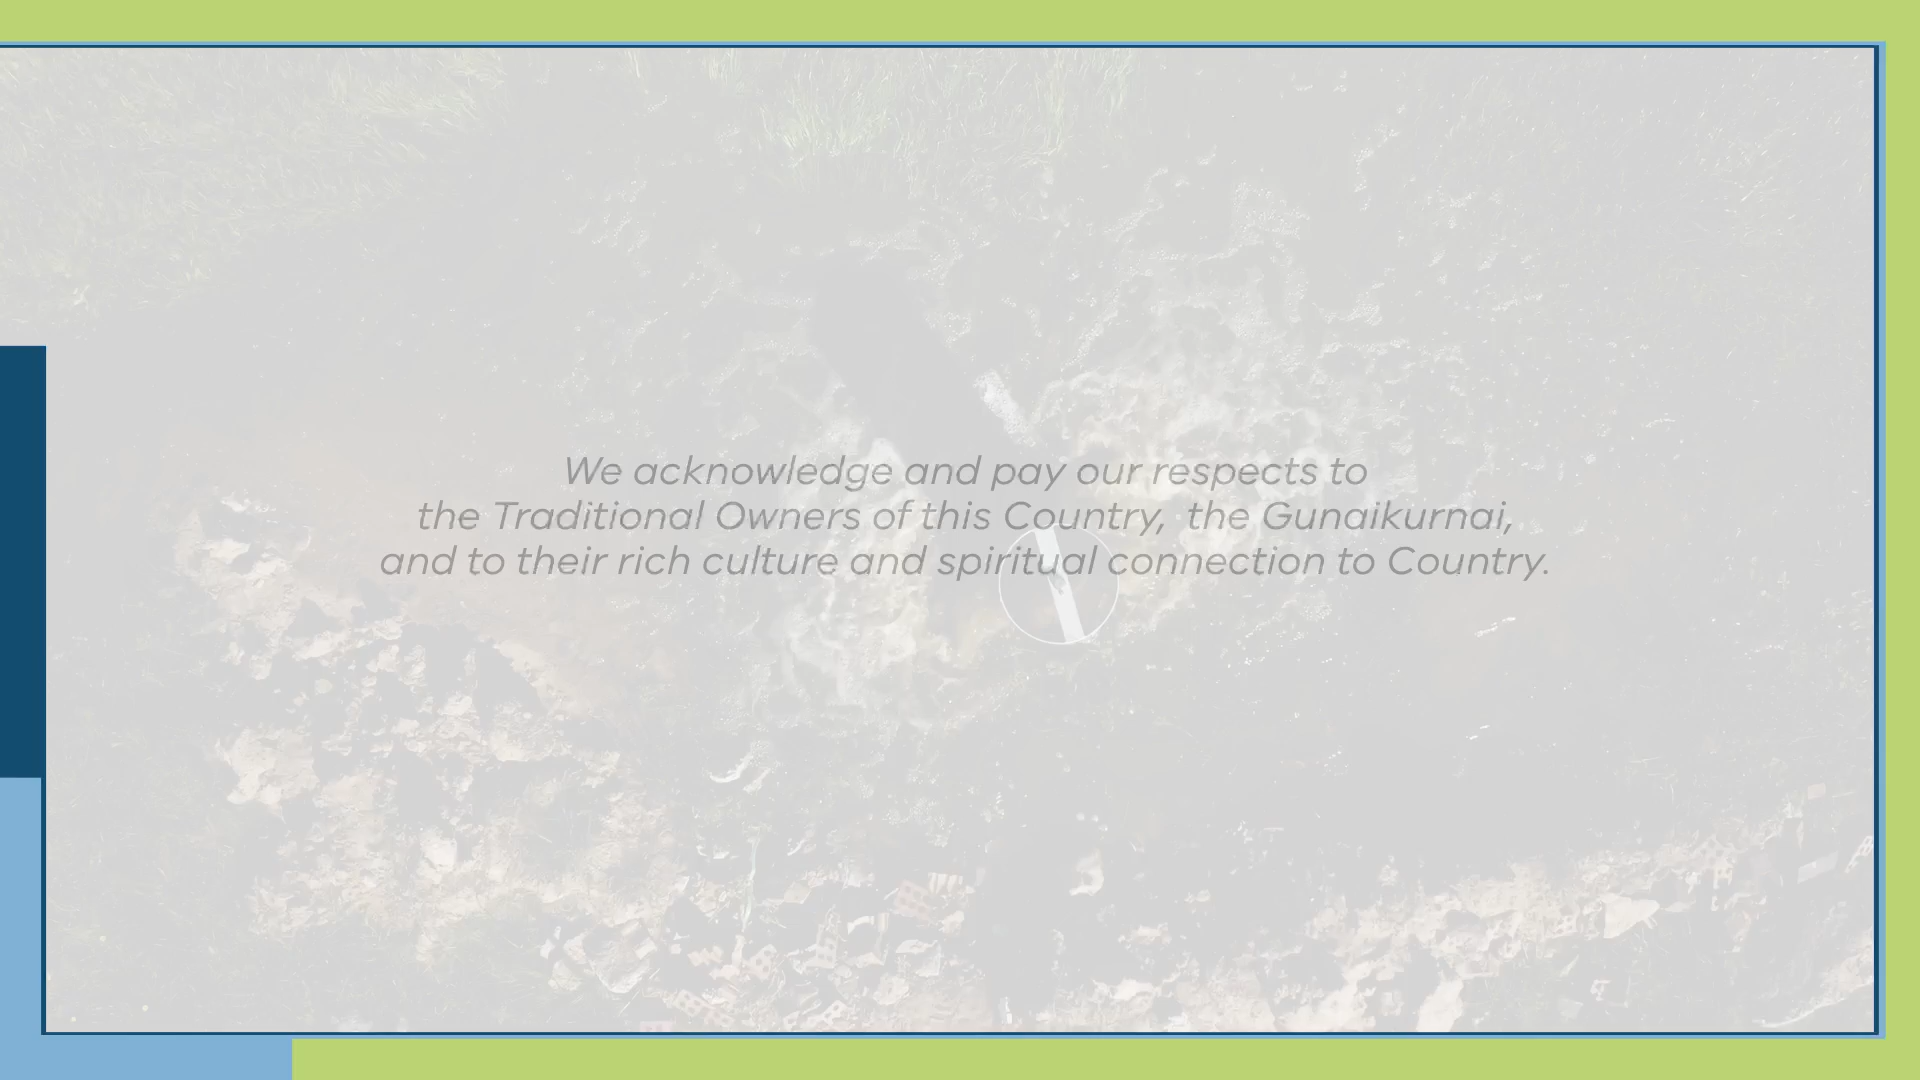 We acknowledge and pay our respects to
the Traditional Owners of this Country, the Gunaikurnai,
and to their rich culture and spiritual connection to Country.